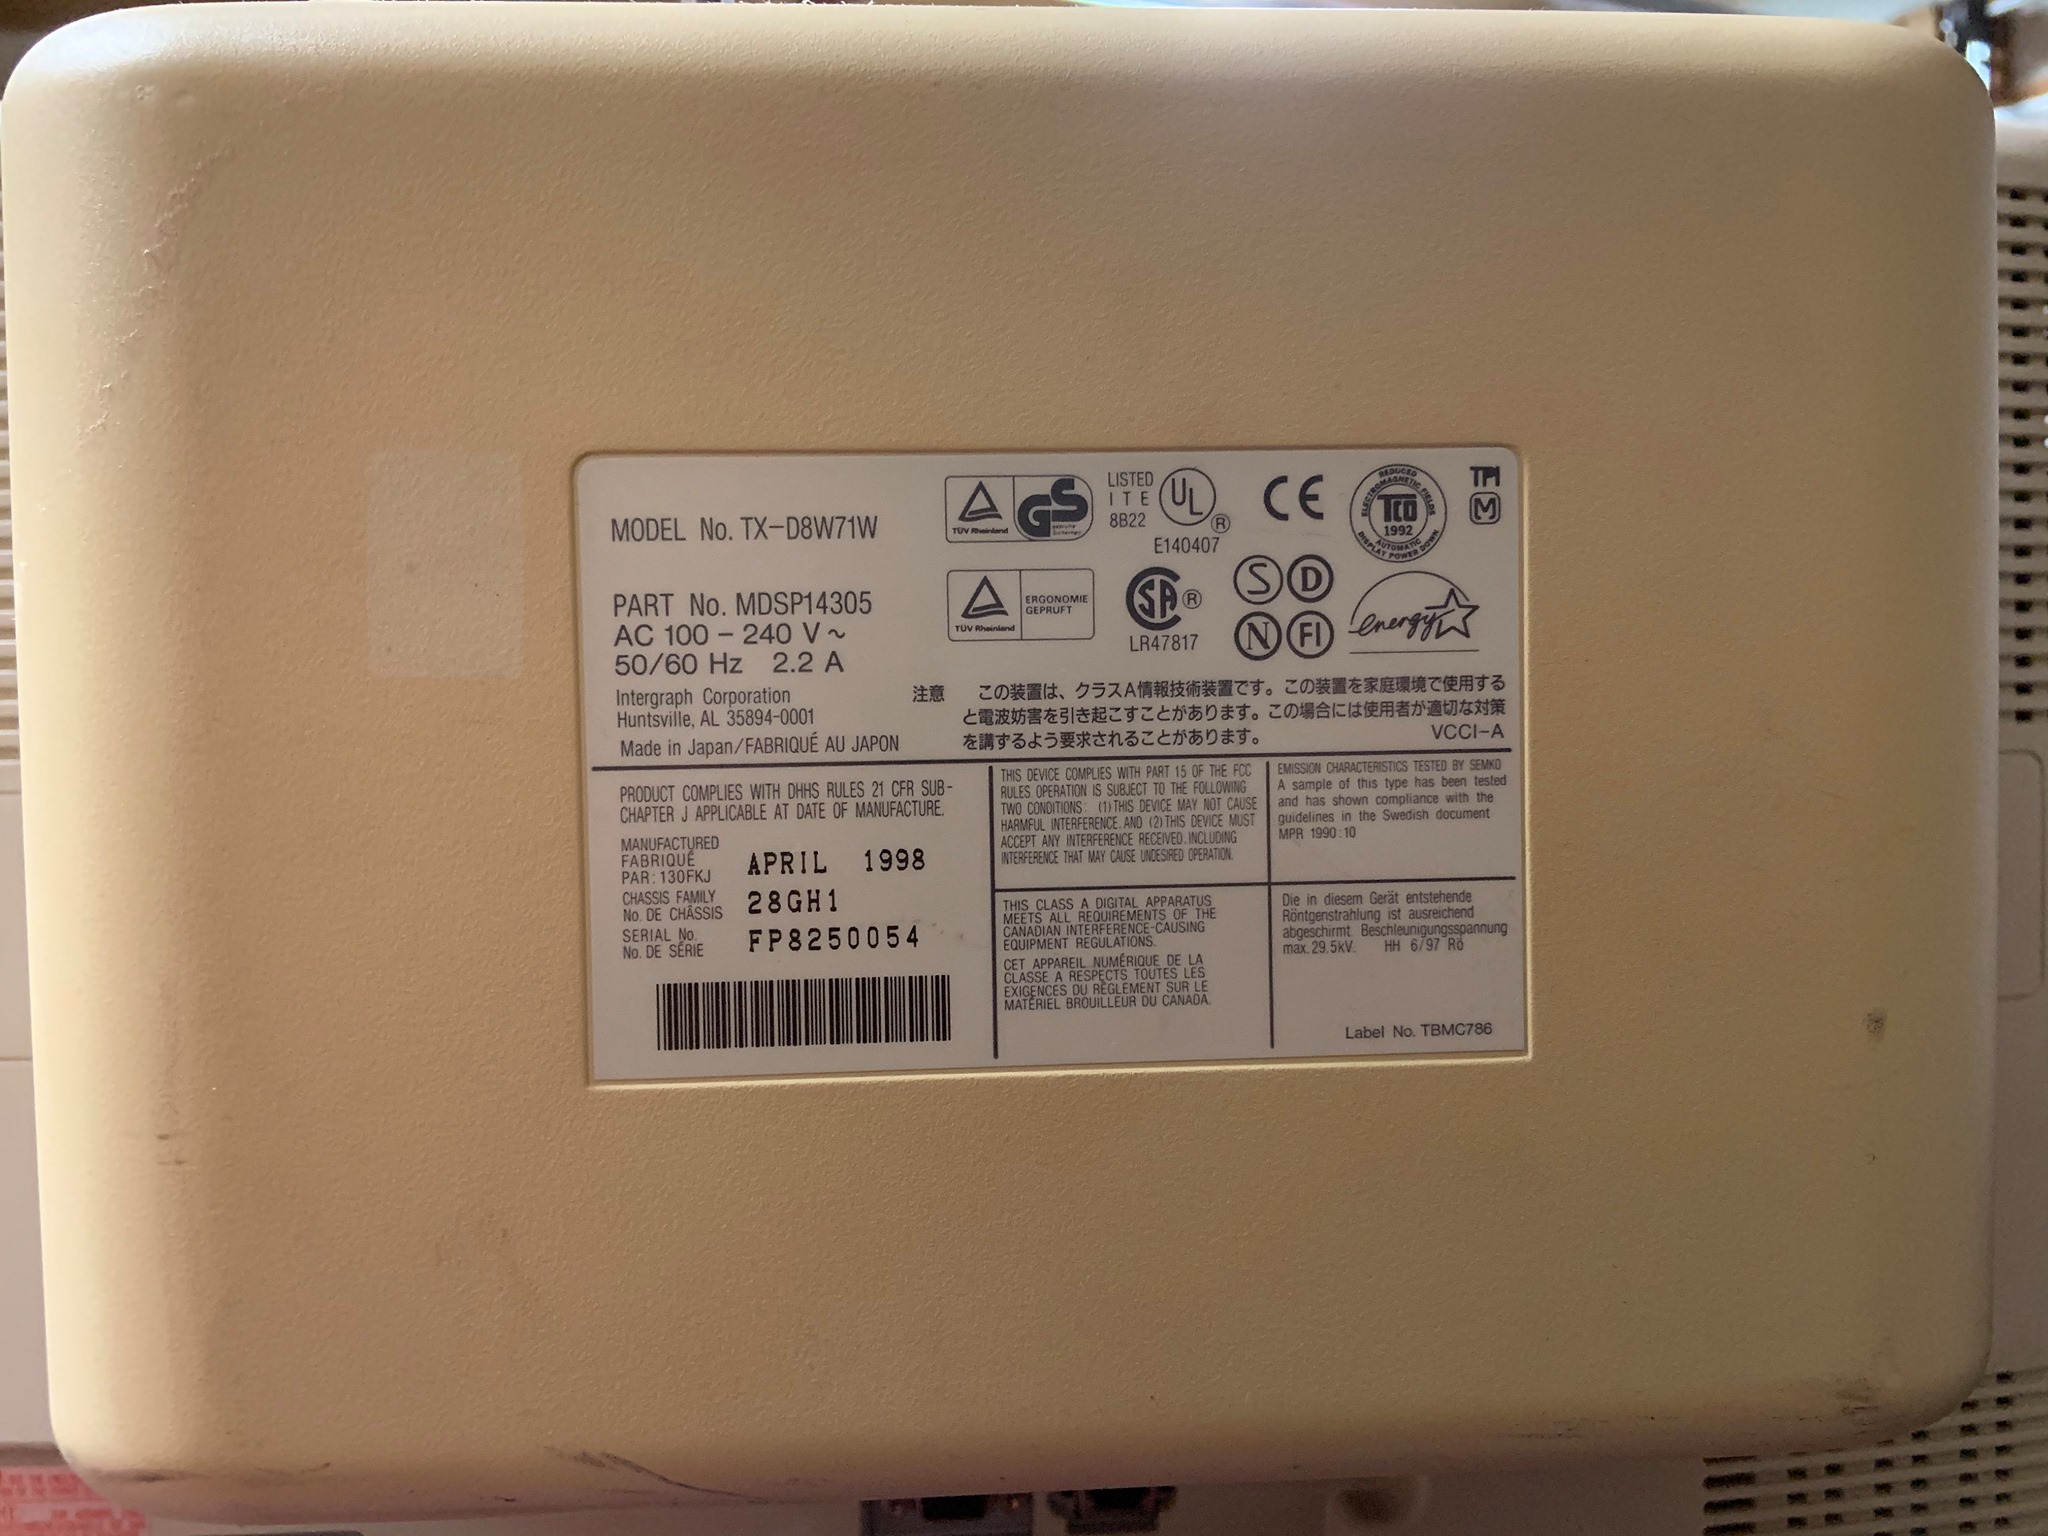 MODEL No. TX-D8W71W
PART No. MDSP14305
AC 100 - 240 V ~
50/60 Hz 2.2 A
Intergraph Corporation
Huntsville, AL 35894-0001
Made in Japan/FABRIQUÉ AU JAPON
TÜV Rheinland
GS
geprüfte
Sicherheit
LISTED
I T E
8B22
UL ®
E140407
CE
REDUCED
ELECTROMAGNETIC FIELDS
TCO
1992
AUTOMATIC
DISPLAY POWER DOWN
TPI
M
TÜV Rheinland
ERGONOMIE
GEPRÜFT
SA ®
LR47817
S D
N FI
energy
注意 この装置は、クラスA情報技術装置です。この装置を家庭環境で使用する
と電波妨害を引き起こすことがあります。この場合には使用者が適切な対策
を講ずるよう要求されることがあります。
VCCI-A
PRODUCT COMPLIES WITH DHHS RULES 21 CFR SUB-
CHAPTER J APPLICABLE AT DATE OF MANUFACTURE.
MANUFACTURED
FABRIQUÉ
PAR: 130FKJ
APRIL 1998
CHASSIS FAMILY
No. DE CHÂSSIS
28GH1
SERIAL No.
No. DE SÉRIE
FP8250054
THIS DEVICE COMPLIES WITH PART 15 OF THE FCC
RULES. OPERATION IS SUBJECT TO THE FOLLOWING
TWO CONDITIONS: (1) THIS DEVICE MAY NOT CAUSE
HARMFUL INTERFERENCE. AND (2) THIS DEVICE MUST
ACCEPT ANY INTERFERENCE RECEIVED. INCLUDING
INTERFERENCE THAT MAY CAUSE UNDESIRED OPERATION.
EMISSION CHARACTERISTICS TESTED BY SEMKO
A sample of this type has been tested
and has shown compliance with the
guidelines in the Swedish document
MPR 1990:10
THIS CLASS A DIGITAL APPARATUS
MEETS ALL REQUIREMENTS OF THE
CANADIAN INTERFERENCE-CAUSING
EQUIPMENT REGULATIONS.
CET APPAREIL NUMÉRIQUE DE LA
CLASSE A RESPECTS TOUTES LES
EXIGENCES DU RÈGLEMENT SUR LE
MATÉRIEL BROUILLEUR DU CANADA.
Die in diesem Gerät entstehende
Röntgenstrahlung ist ausreichend
abgeschirmt. Beschleunigungsspannung
max. 29.5kV. HH 6/97 Rö
Label No. TBMC786